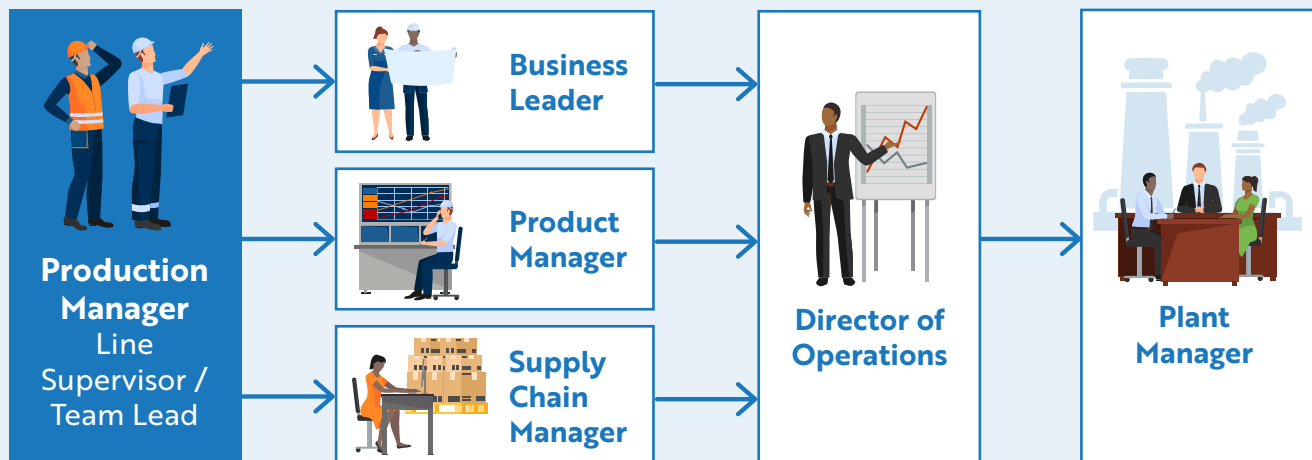 Production
Manager
Line
Supervisor /
Team Lead
Business
Leader
Product
Manager
Supply
Chain
Manager
Director of
Operations
Plant
Manager